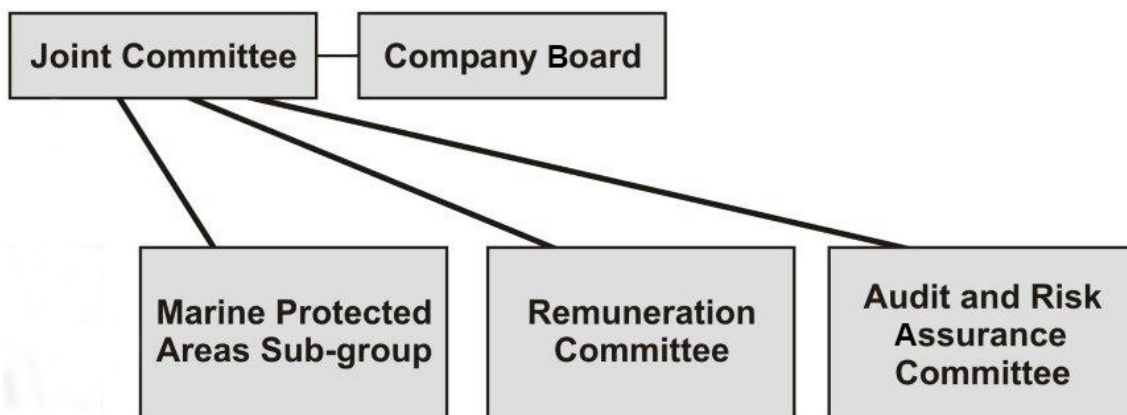 Joint Committee
Company Board
Marine Protected
Areas Sub-group
Remuneration
Committee
Audit and Risk
Assurance
Committee